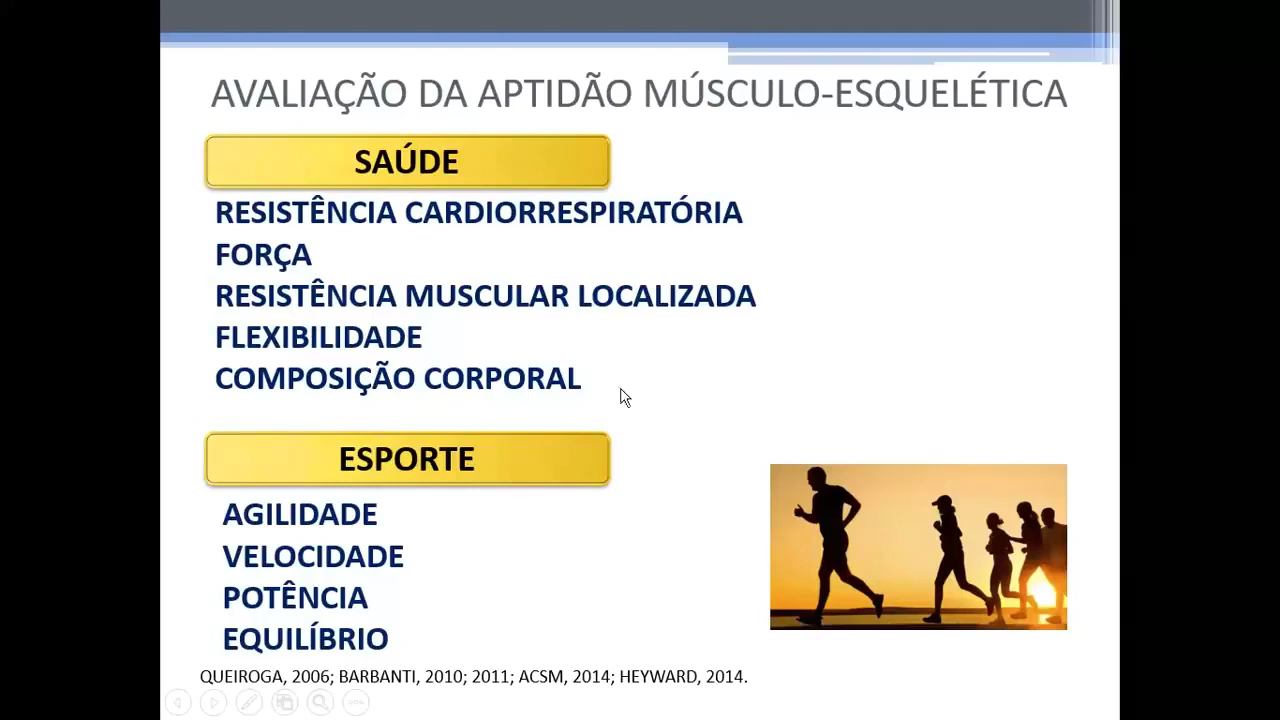 AVALIAÇÃO DA APTIDÃO MÚSCULO-ESQUELÉTICA
SAÚDE
RESISTÊNCIA CARDIORRESPIRATÓRIA
FORÇA
RESISTÊNCIA MUSCULAR LOCALIZADA
FLEXIBILIDADE
COMPOSIÇÃO CORPORAL
ESPORTE
AGILIDADE
VELOCIDADE
POTÊNCIA
EQUILÍBRIO
QUEIROGA, 2006; BARBANTI, 2010; 2011; ACSM, 2014; HEYWARD, 2014.